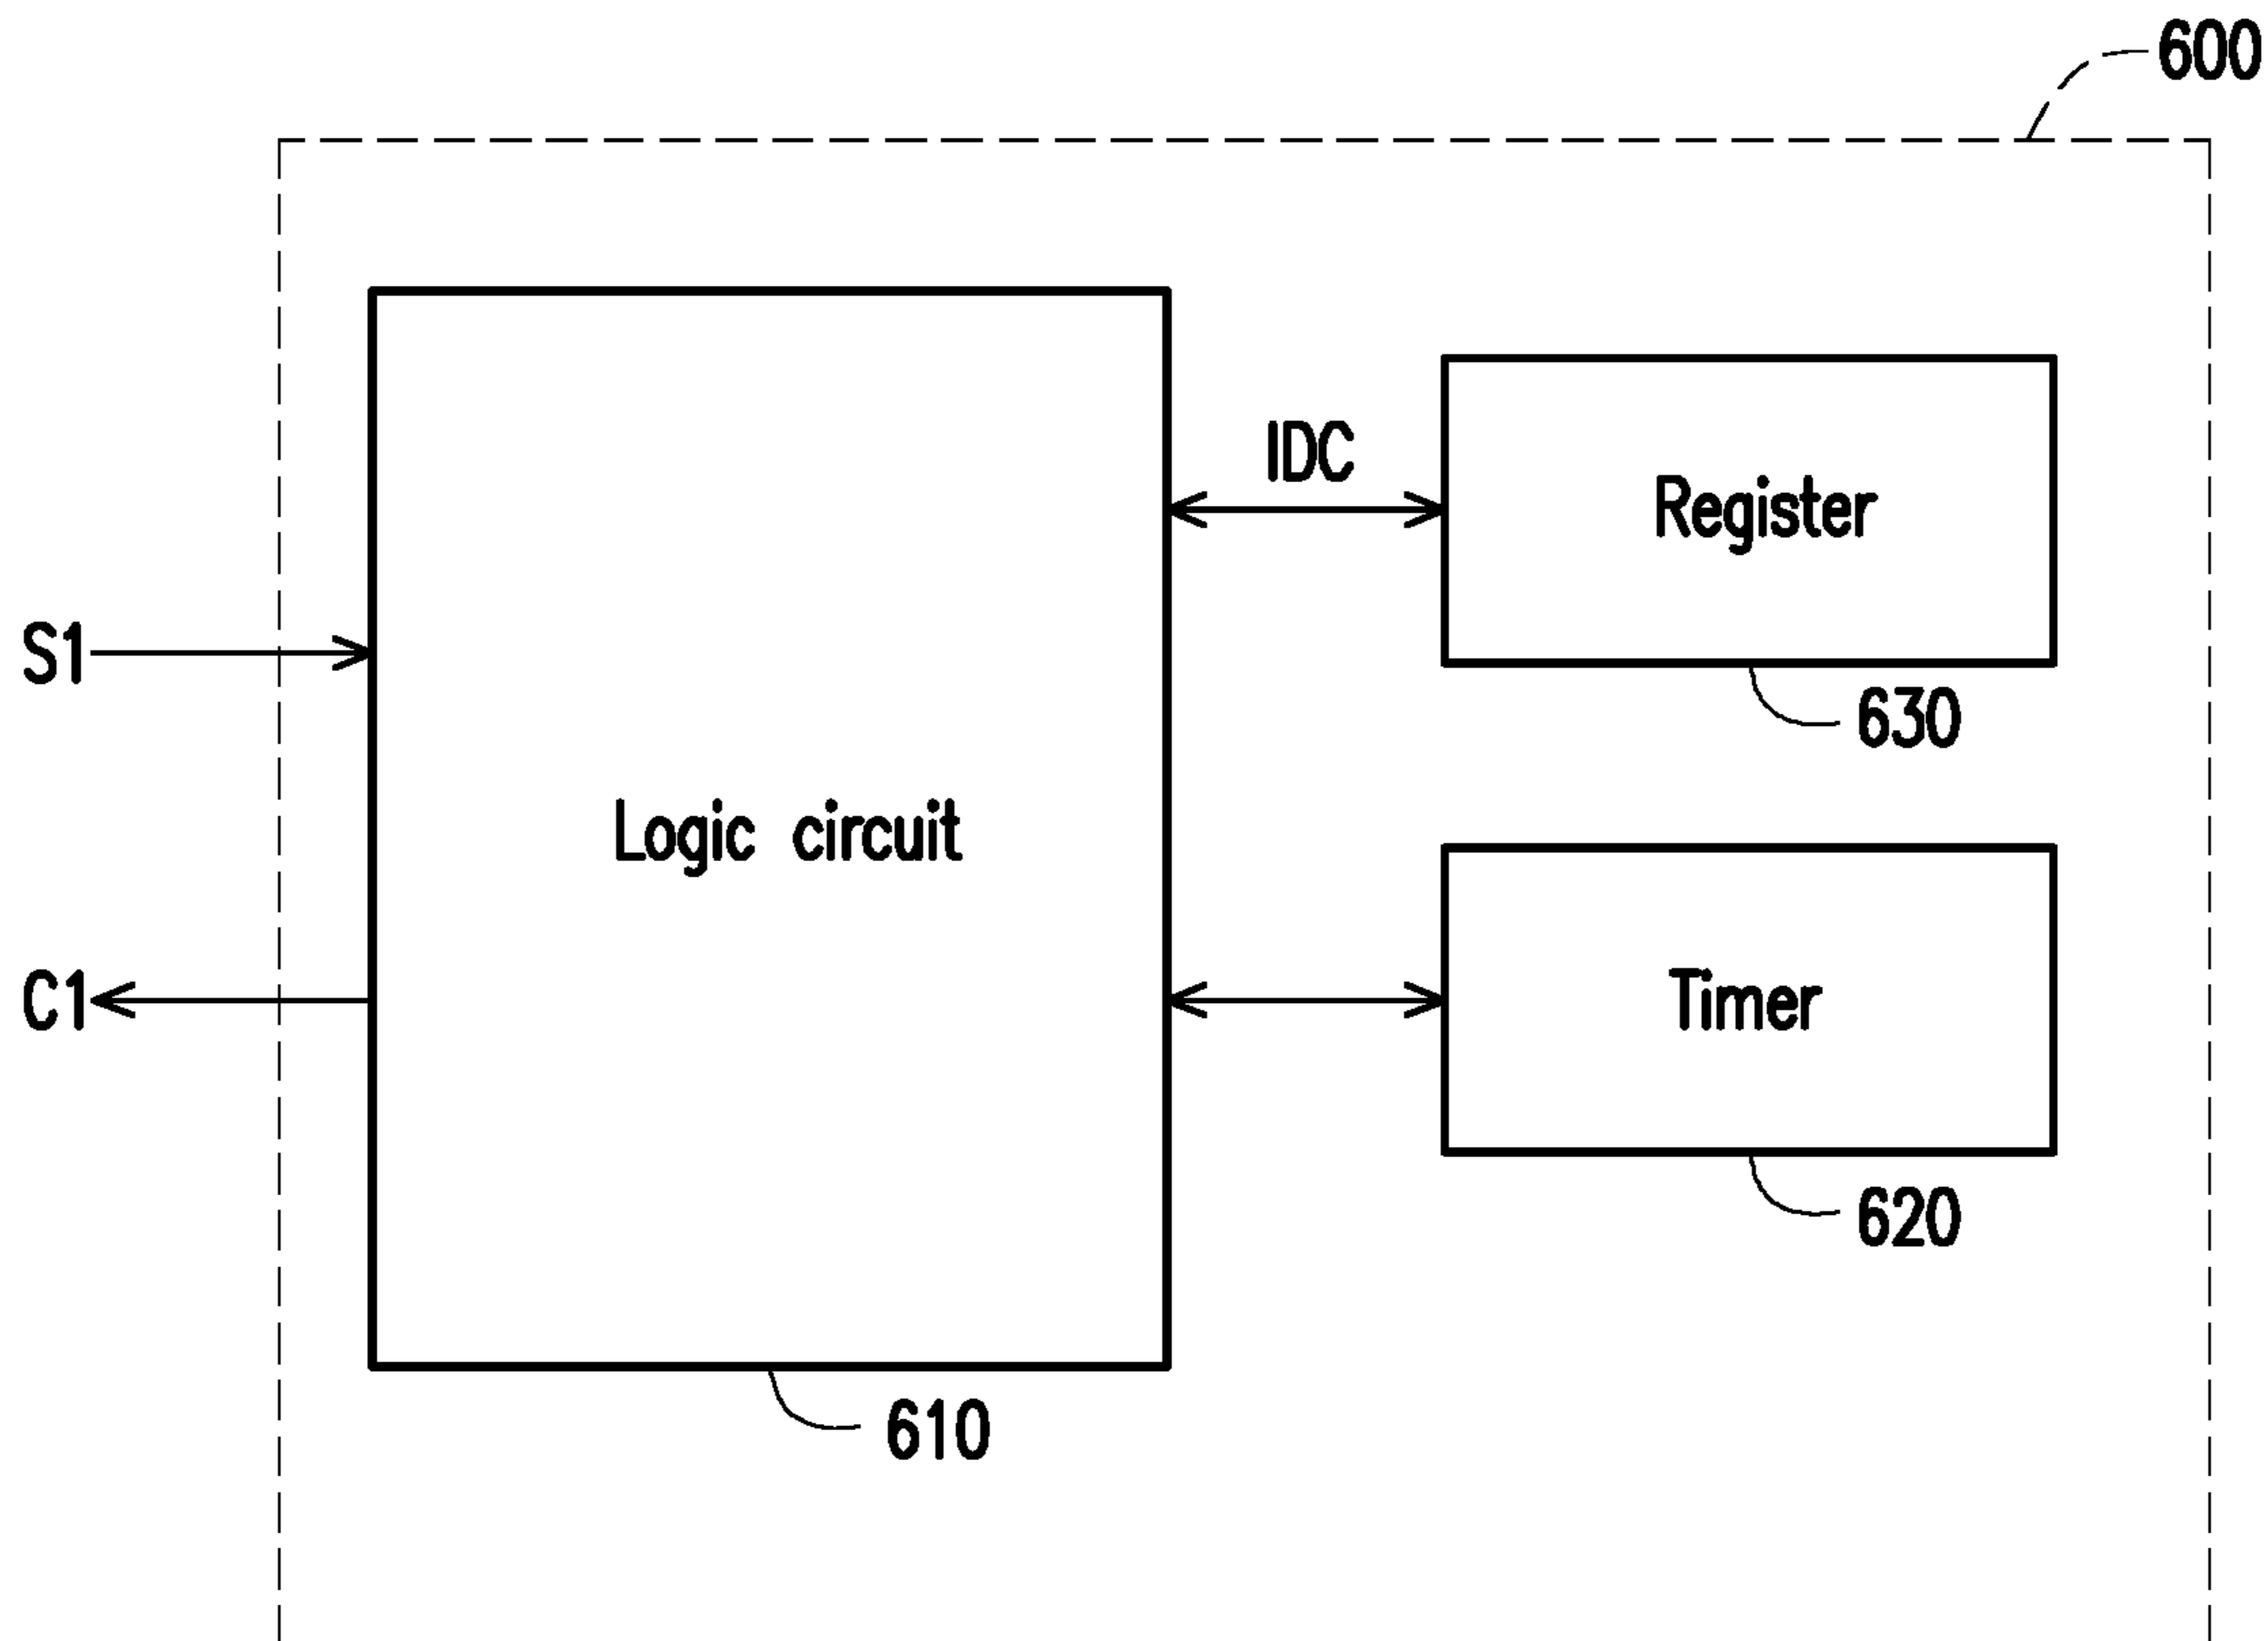 600
IDC
Register
S1
630
Logic circuit
C1
Timer
620
610